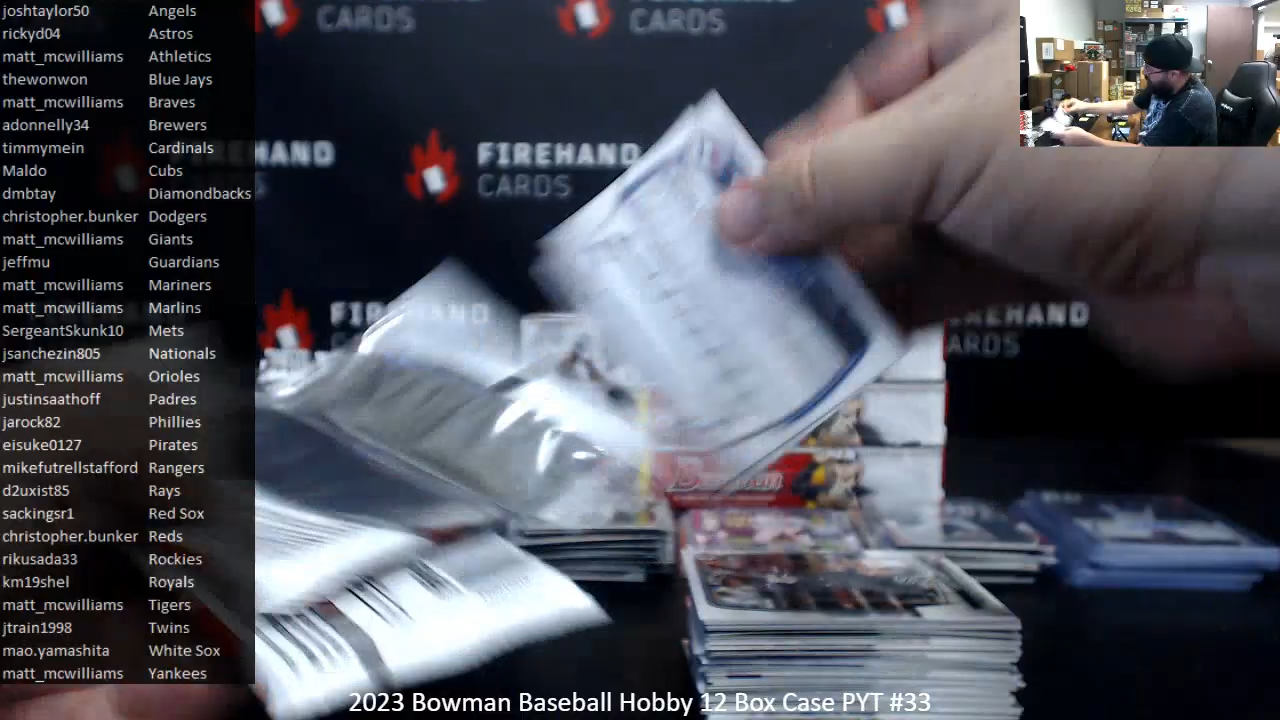 joshtaylor50 Angels
rickyd04 Astros
matt_mcwilliams Athletics
thewonwon Blue Jays
matt_mcwilliams Braves
adonnelly34 Brewers
timmymein Cardinals
Maldo Cubs
dmbtay Diamondbacks
christopher.bunker Dodgers
matt_mcwilliams Giants
jeffmu Guardians
matt_mcwilliams Mariners
matt_mcwilliams Marlins
SergeantSkunk10 Mets
jsanchezin805 Nationals
matt_mcwilliams Orioles
justinsaathoff Padres
jarock82 Phillies
eisuke0127 Pirates
mikefutrellstafford Rangers
d2uxist85 Rays
sackingsr1 Red Sox
christopher.bunker Reds
rikusada33 Rockies
km19shel Royals
matt_mcwilliams Tigers
jtrain1998 Twins
mao.yamashita White Sox
matt_mcwilliams Yankees
FIREHAND
CARDS
CARDS
CARDS
Bowman
2023 Bowman Baseball Hobby 12 Box Case PYT #33